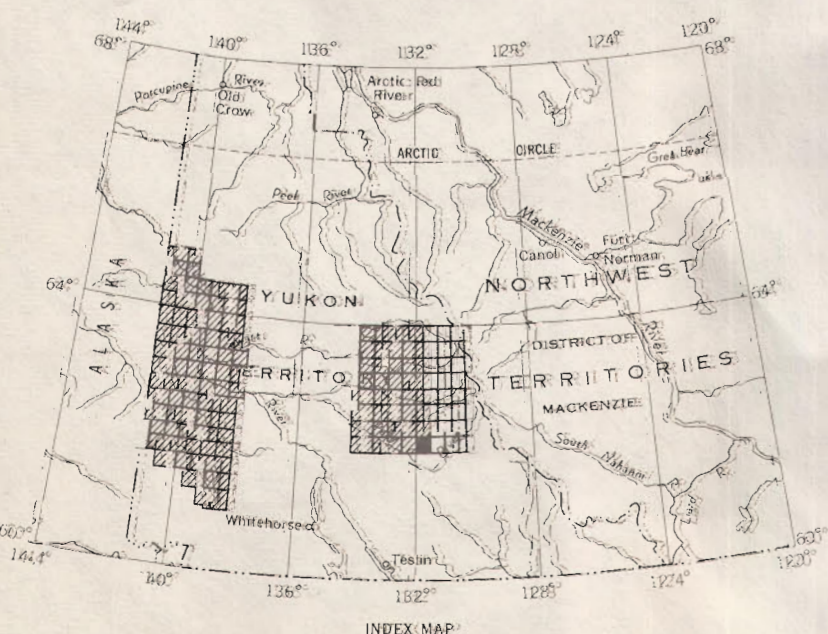 144° 140° 136° 132° 128° 124° 120°
68° 68°
Porcupine River
Old
Crow
Arctic Red
River
ARCTIC CIRCLE
Great Bear
Lake
Peel River
Mackenzie
Canol
Fort
Norman
64° 64°
ALASKA
YUKON
NORTHWEST
DISTRICT OF
River
ERRITO
TERRITORIES
MACKENZIE
River
South Nahanni R.
Whitehorse
Teslin
60° 60°
144° 140° 136° 132° 128° 124° 120°
INDEX MAP